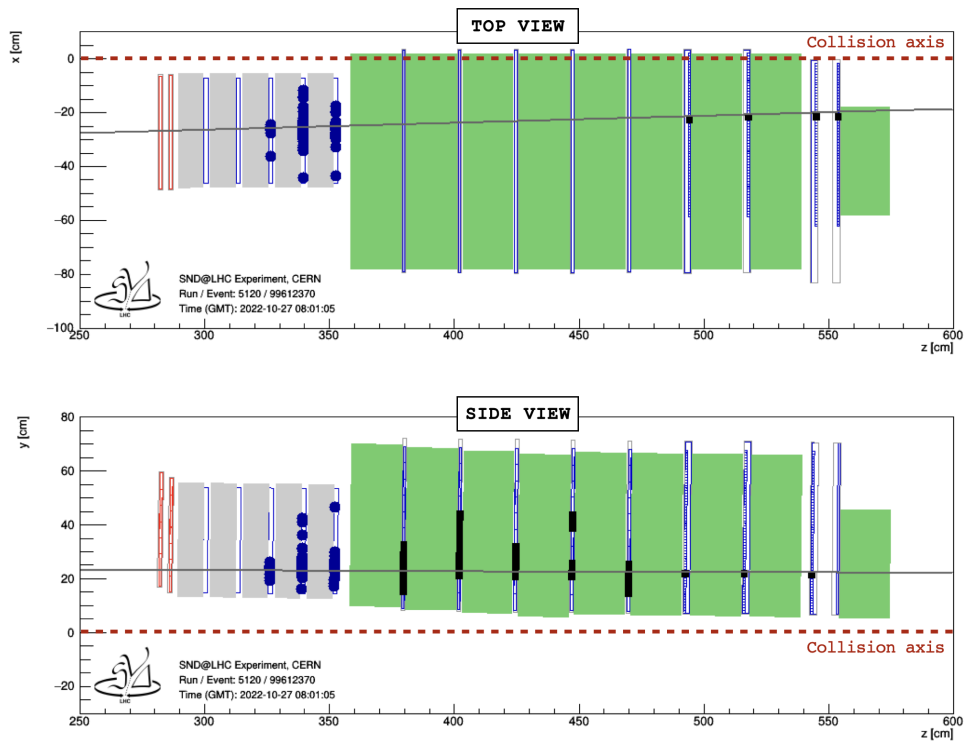 TOP VIEW
x [cm]
Collision axis
0
−20
−40
−60
−80
−100
SND@LHC Experiment, CERN
Run / Event: 5120 / 99612370
Time (GMT): 2022-10-27 08:01:05
LHC
250 300 350 400 450 500 550 600
z [cm]
SIDE VIEW
y [cm]
80
60
40
20
0
−20
Collision axis
SND@LHC Experiment, CERN
Run / Event: 5120 / 99612370
Time (GMT): 2022-10-27 08:01:05
LHC
250 300 350 400 450 500 550 600
z [cm]